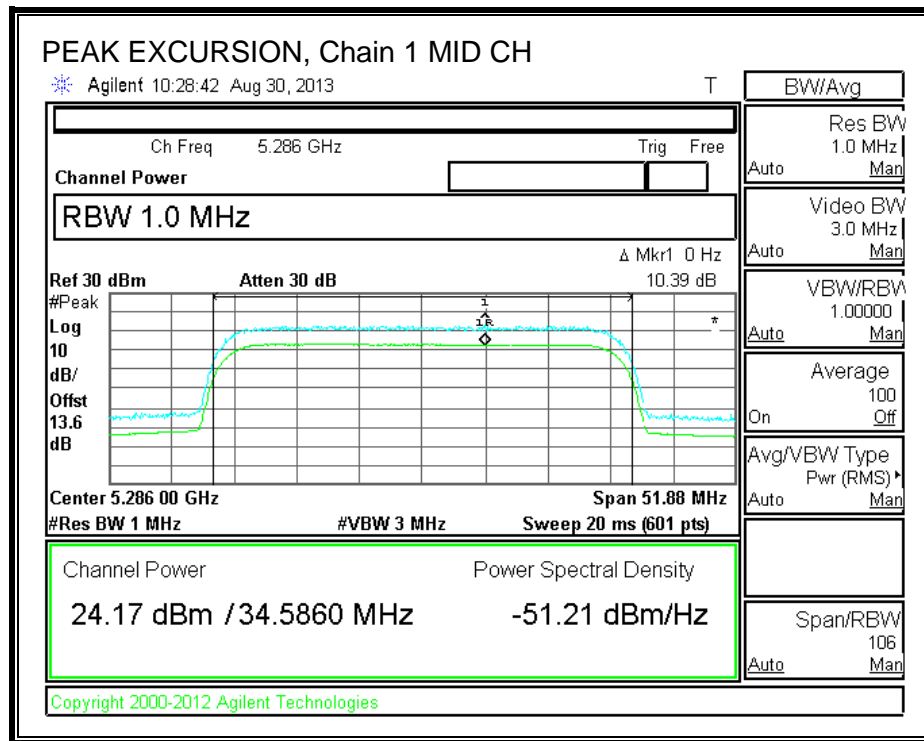 PEAK EXCURSION, Chain 1 MID CH
Agilent 10:28:42 Aug 30, 2013 T
BW/Avg
Ch Freq 5.286 GHz Trig Free
Channel Power
RBW 1.0 MHz
Δ Mkr1 0 Hz
Ref 30 dBm Atten 30 dB 10.39 dB
#Peak
Log
10
dB/
Offst
13.6
dB
1
1R
*
Center 5.286 00 GHz Span 51.88 MHz
#Res BW 1 MHz #VBW 3 MHz Sweep 20 ms (601 pts)
Channel Power Power Spectral Density
24.17 dBm / 34.5860 MHz -51.21 dBm/Hz
Copyright 2000-2012 Agilent Technologies
Res BW
1.0 MHz
Auto Man
Video BW
3.0 MHz
Auto Man
VBW/RBW
1.00000
Auto Man
Average
100
On Off
Avg/VBW Type
Pwr (RMS)
Auto Man
Span/RBW
106
Auto Man